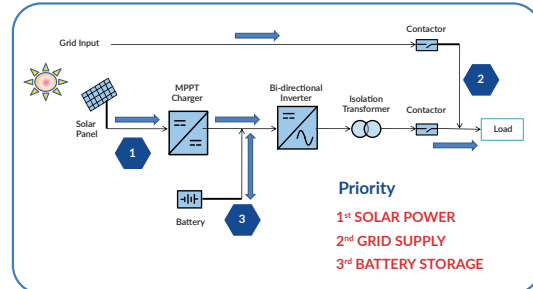 Contactor
Grid Input
MPPT
Charger
Bi-directional
Inverter
Isolation
Transformer
Contactor
2
Solar
Panel
1
Load
Battery
3
Priority
1st SOLAR POWER
2nd GRID SUPPLY
3rd BATTERY STORAGE